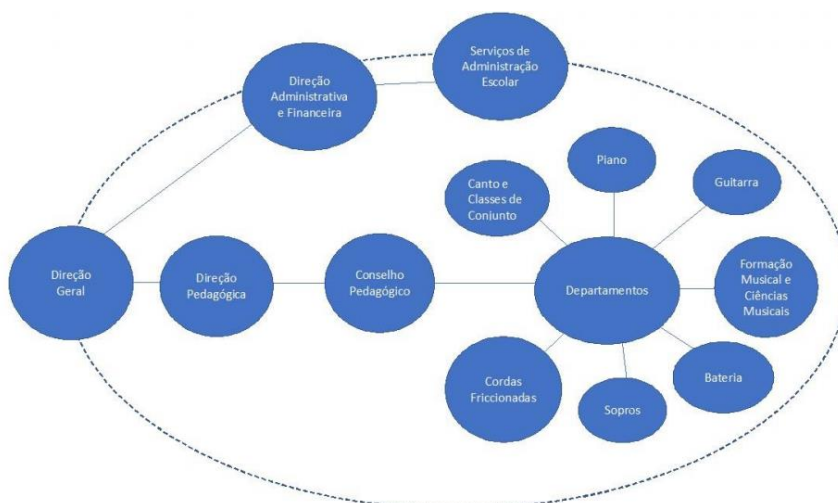 Serviços de
Administração
Escolar
Direção
Administrativa
e Financeira
Piano
Canto e
Classes de
Conjunto
Guitarra
Direção
Geral
Direção
Pedagógica
Conselho
Pedagógico
Departamentos
Formação
Musical e
Ciências
Musicais
Cordas
Friccionadas
Sopros
Bateria